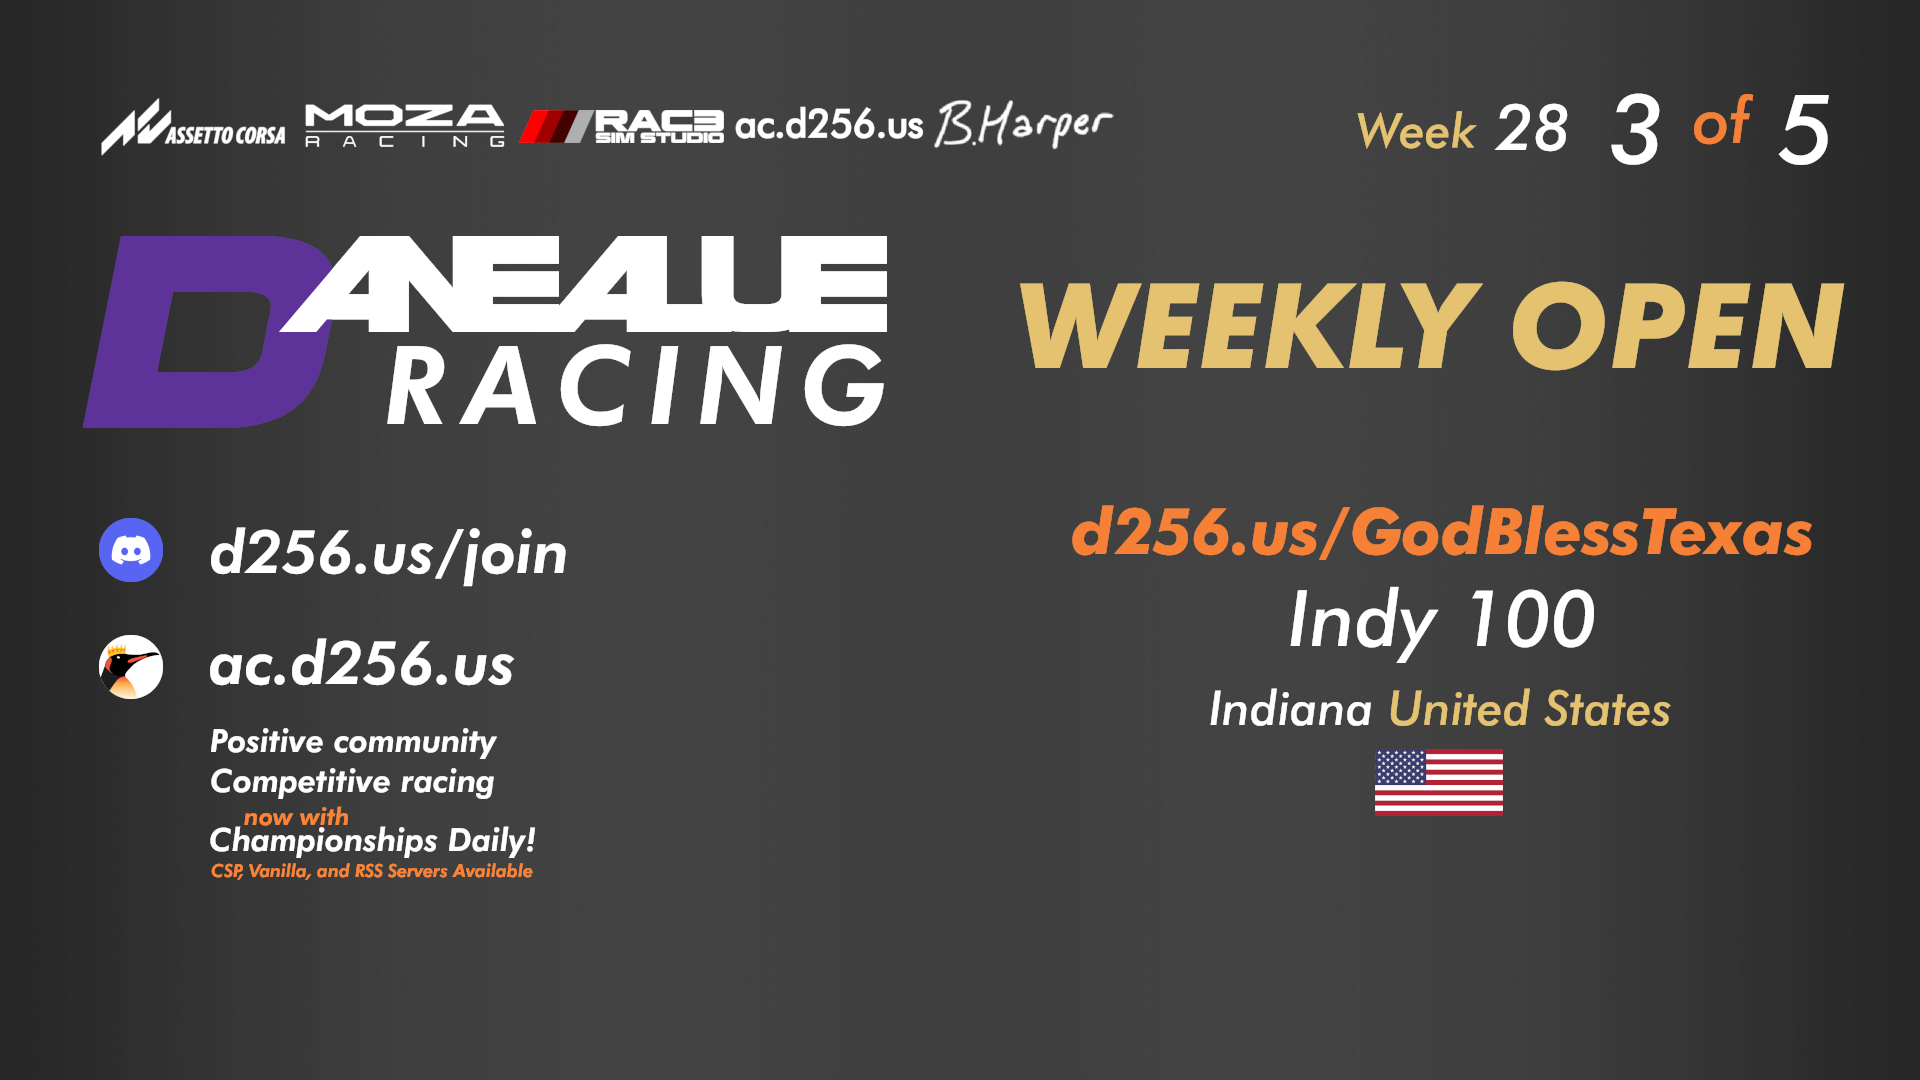 ASSETTO CORSA MOZA RACING RAC3 SIM STUDIO ac.d256.us B.Harper
Week 28 3 of 5
DANEALUE
RACING
WEEKLY OPEN
d256.us/join
ac.d256.us
Positive community
Competitive racing
now with
Championships Daily!
CSP, Vanilla, and RSS Servers Available
d256.us/GodBlessTexas
Indy 100
Indiana United States